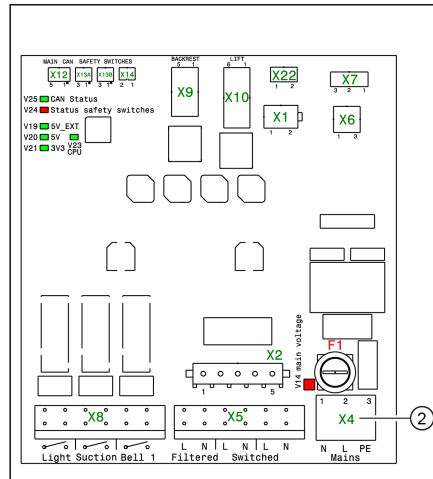 MAIN CAN SAFETY SWITCHES
X12 X13A X13B X14
5 1 3 1 3 1 2 1
BACKREST
5 1
X9
LIFT
6 1
X10
X22
1 2
X7
3 2 1
X1
1 2
X6
3 1
V25 CAN Status
V24 Status safety switches
V19 5V_EXT
V20 5V
V21 3V3
V23
CPU
X2
1 5
V14 main voltage
F1
X8
Light Suction Bell 1
X5
L N L N L N
Filtered Switched
1 2 3
X4
N L PE
Mains
2